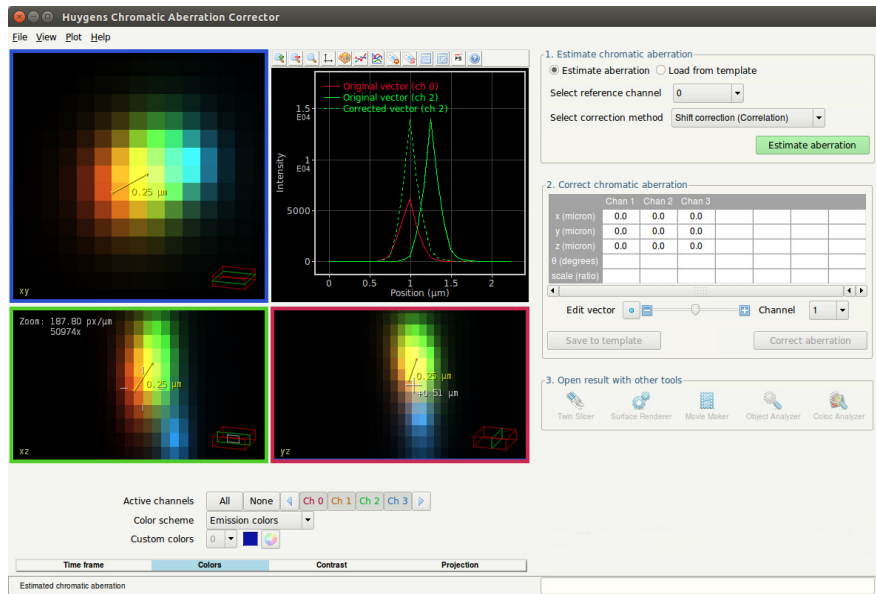 Huygens Chromatic Aberration Corrector
File View Plot Help
xy
0.25 µm
Original vector (ch 0)
Original vector (ch 2)
Corrected vector (ch 2)
1.5
E04
1
E04
5000
0
Intensity
0 0.5 1 1.5 2
Position (µm)
Zoom: 187.80 px/µm
50974x
0.25 µm
xz
0.25 µm
+0.51 µm
yz
Active channels All None Ch 0 Ch 1 Ch 2 Ch 3
Color scheme Emission colors
Custom colors 0
Time frame Colors Contrast Projection
Estimated chromatic aberration
1. Estimate chromatic aberration
Estimate aberration Load from template
Select reference channel 0
Select correction method Shift correction (Correlation)
Estimate aberration
2. Correct chromatic aberration
Chan 1 Chan 2 Chan 3
x (micron) 0.0 0.0 0.0
y (micron) 0.0 0.0 0.0
z (micron) 0.0 0.0 0.0
θ (degrees)
scale (ratio)
Edit vector Channel 1
Save to template Correct aberration
3. Open result with other tools
Twin Slicer Surface Renderer Movie Maker Object Analyzer Coloc Analyzer